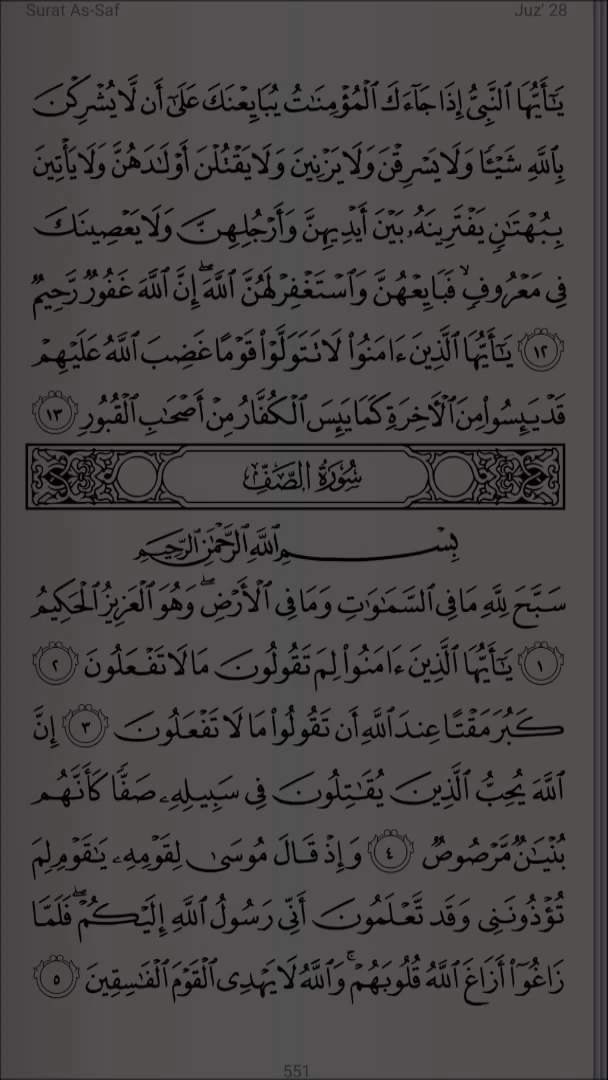 Surat As-Saf
Juz' 28
يَـٰٓأَيُّهَا ٱلنَّبِىُّ إِذَا جَآءَكَ ٱلْمُؤْمِنَـٰتُ يُبَايِعْنَكَ عَلَىٰٓ أَن لَّا يُشْرِكْنَ
بِٱللَّهِ شَيْـًٔا وَلَا يَسْرِقْنَ وَلَا يَزْنِينَ وَلَا يَقْتُلْنَ أَوْلَـٰدَهُنَّ وَلَا يَأْتِينَ
بِبُهْتَـٰنٍ يَفْتَرِينَهُۥ بَيْنَ أَيْدِيهِنَّ وَأَرْجُلِهِنَّ وَلَا يَعْصِينَكَ
فِى مَعْرُوفٍ ۙ فَبَايِعْهُنَّ وَٱسْتَغْفِرْ لَهُنَّ ٱللَّهَ ۖ إِنَّ ٱللَّهَ غَفُورٌ رَّحِيمٌ
١٢ يَـٰٓأَيُّهَا ٱلَّذِينَ ءَامَنُوا۟ لَا تَتَوَلَّوْا۟ قَوْمًا غَضِبَ ٱللَّهُ عَلَيْهِمْ
قَدْ يَئِسُوا۟ مِنَ ٱلْـَٔاخِرَةِ كَمَا يَئِسَ ٱلْكُفَّارُ مِنْ أَصْحَـٰبِ ٱلْقُبُورِ ١٣
سُورَةُ الصَّفِّ
بِسْمِ ٱللَّهِ ٱلرَّحْمَـٰنِ ٱلرَّحِيمِ
سَبَّحَ لِلَّهِ مَا فِى ٱلسَّمَـٰوَٰتِ وَمَا فِى ٱلْأَرْضِ ۖ وَهُوَ ٱلْعَزِيزُ ٱلْحَكِيمُ
١ يَـٰٓأَيُّهَا ٱلَّذِينَ ءَامَنُوا۟ لِمَ تَقُولُونَ مَا لَا تَفْعَلُونَ ٢
كَبُرَ مَقْتًا عِندَ ٱللَّهِ أَن تَقُولُوا۟ مَا لَا تَفْعَلُونَ ٣ إِنَّ
ٱللَّهَ يُحِبُّ ٱلَّذِينَ يُقَـٰتِلُونَ فِى سَبِيلِهِۦ صَفًّا كَأَنَّهُم
بُنْيَـٰنٌ مَّرْصُوصٌ ٤ وَإِذْ قَالَ مُوسَىٰ لِقَوْمِهِۦ يَـٰقَوْمِ لِمَ
تُؤْذُونَنِى وَقَد تَّعْلَمُونَ أَنِّى رَسُولُ ٱللَّهِ إِلَيْكُمْ ۖ فَلَمَّا
زَاغُوٓا۟ أَزَاغَ ٱللَّهُ قُلُوبَهُمْ ۚ وَٱللَّهُ لَا يَهْدِى ٱلْقَوْمَ ٱلْفَـٰسِقِينَ ٥
551